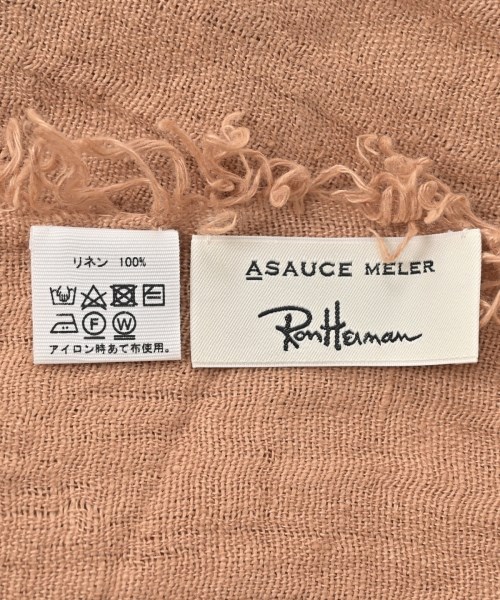 リネン 100%
F W
アイロン時あて布使用。
ASAUCE MELER
Ron Herman